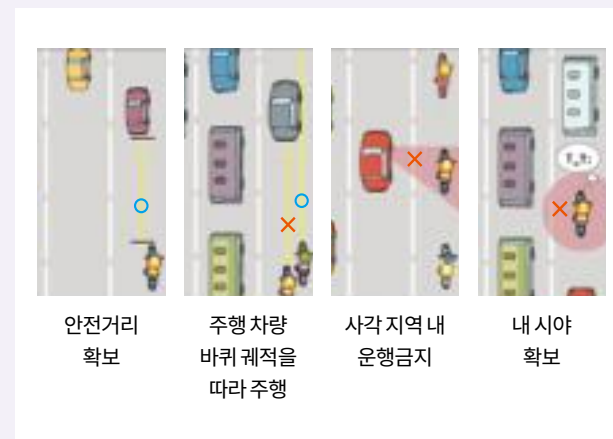 안전거리
확보
주행 차량
바퀴 궤적을
따라 주행
사각 지역 내
운행금지
내 시야
확보